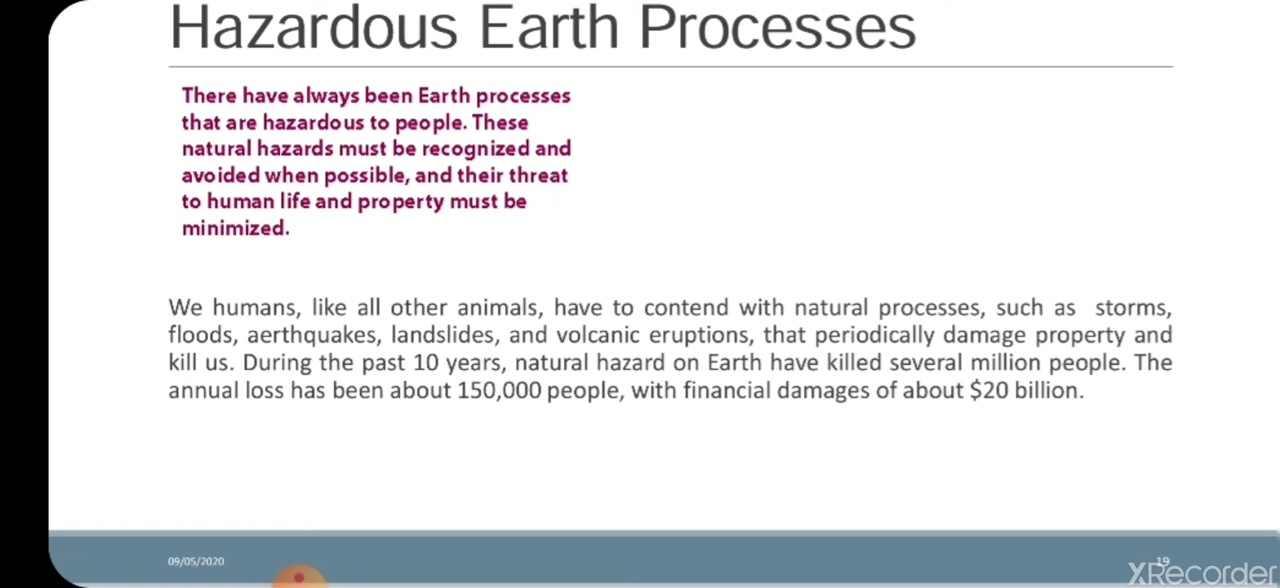 Hazardous Earth Processes
There have always been Earth processes
that are hazardous to people. These
natural hazards must be recognized and
avoided when possible, and their threat
to human life and property must be
minimized.
We humans, like all other animals, have to contend with natural processes, such as storms,
floods, aerthquakes, landslides, and volcanic eruptions, that periodically damage property and
kill us. During the past 10 years, natural hazard on Earth have killed several million people. The
annual loss has been about 150,000 people, with financial damages of about $20 billion.
09/05/2020
19
XRecorder